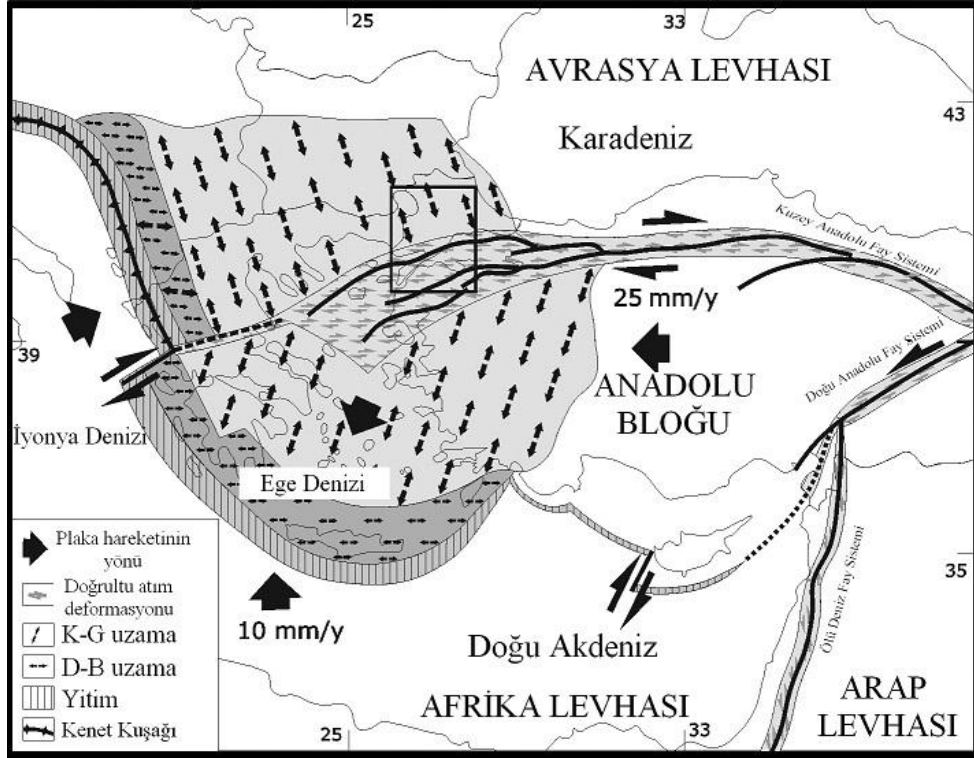 25
33
AVRASYA LEVHASI
43
Karadeniz
Kuzey Anadolu Fay Sistemi
25 mm/y
39
Doğu Anadolu Fay Sistemi
ANADOLU
BLOĞU
İyonya Denizi
Ege Denizi
Plaka hareketinin
yönü
Doğrultu atım
deformasyonu
K-G uzama
D-B uzama
Yitim
Kenet Kuşağı
10 mm/y
35
Ölü Deniz Fay Sistemi
Doğu Akdeniz
AFRİKA LEVHASI
ARAP
LEVHASI
25
33